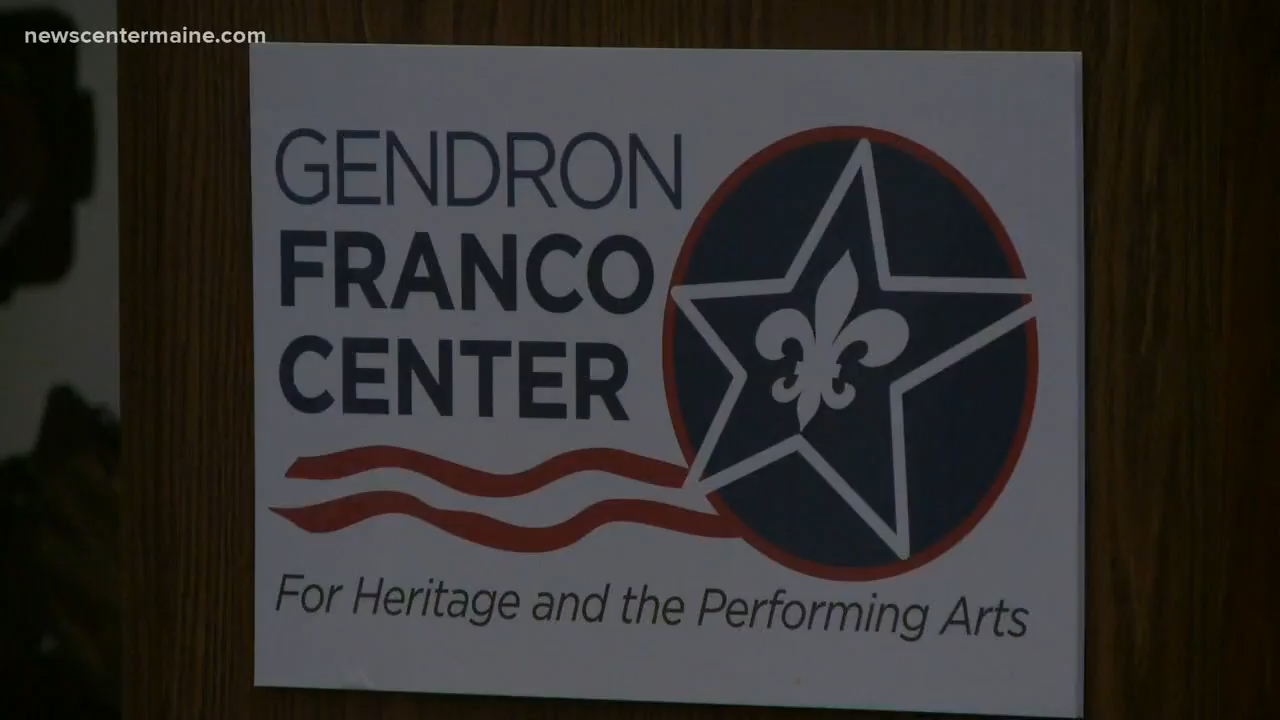 newscentermaine.com
GENDRON
FRANCO
CENTER
For Heritage and the Performing Arts